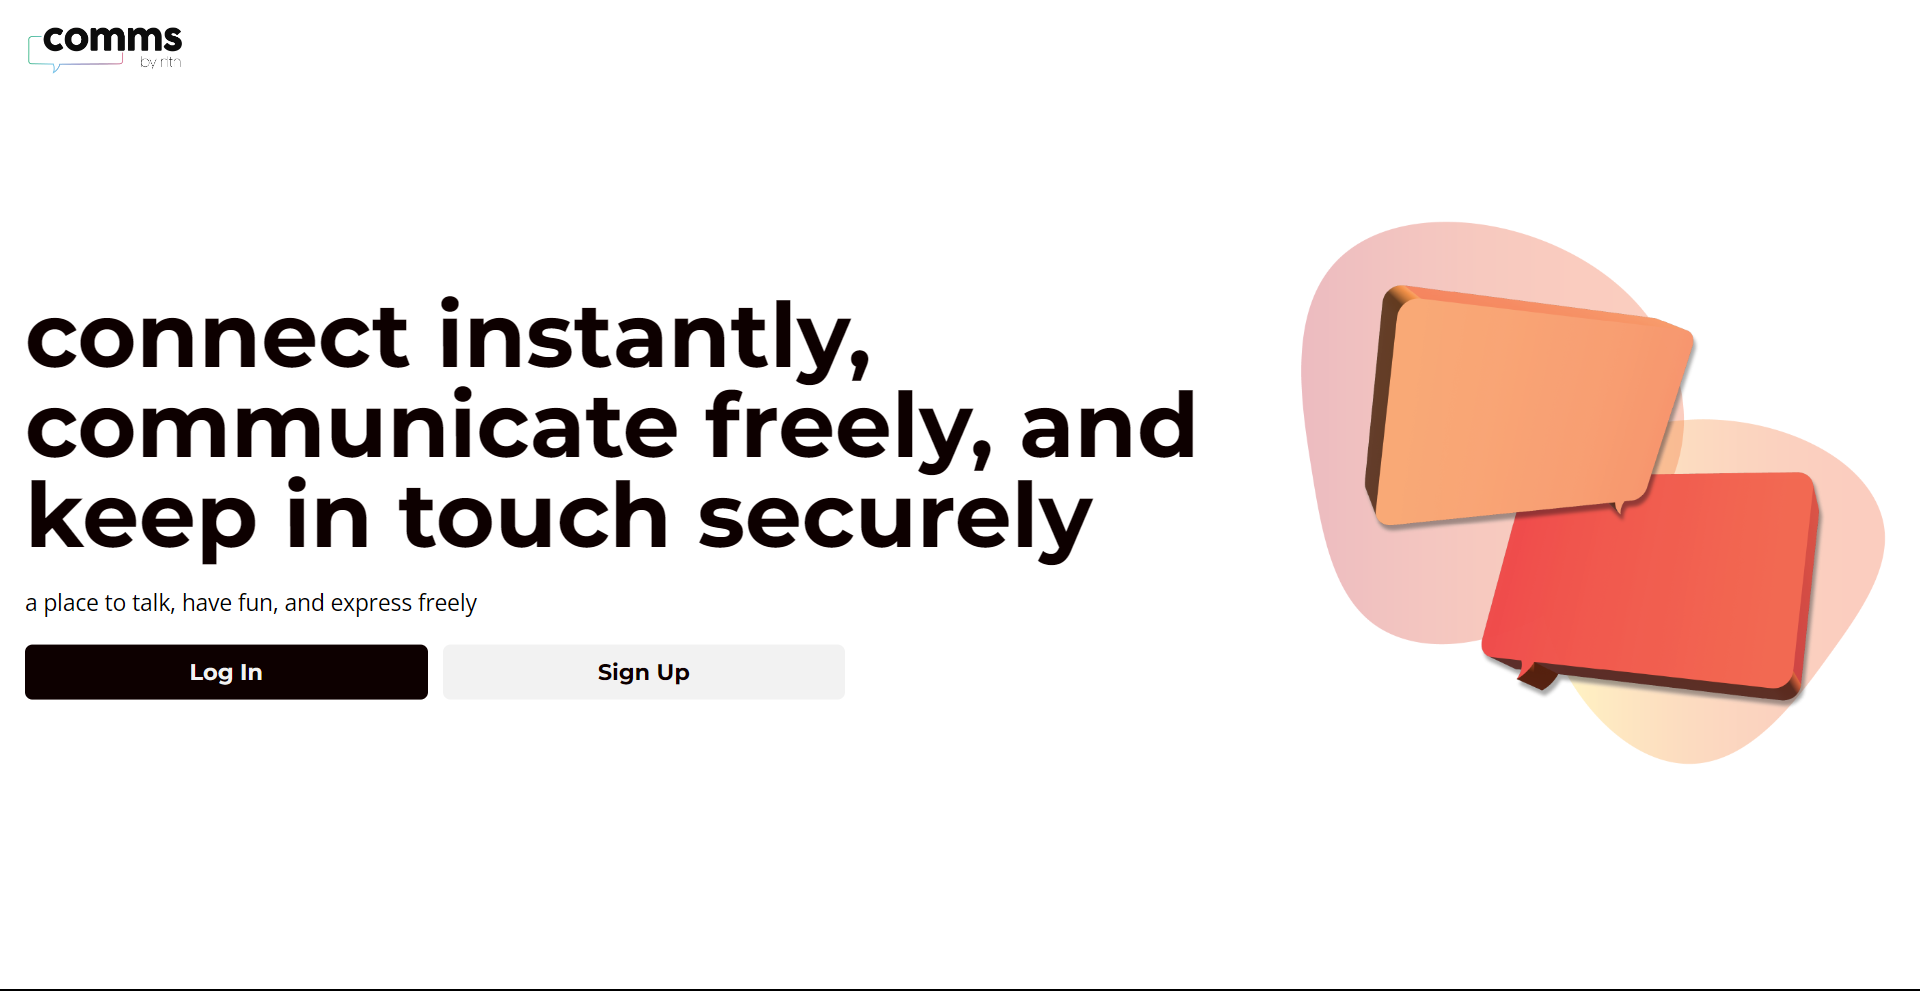 comms
by rltn
connect instantly,
communicate freely, and
keep in touch securely
a place to talk, have fun, and express freely
Log In
Sign Up